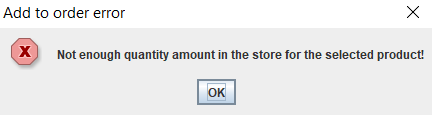 Add to order error
Not enough quantity amount in the store for the selected product!
OK